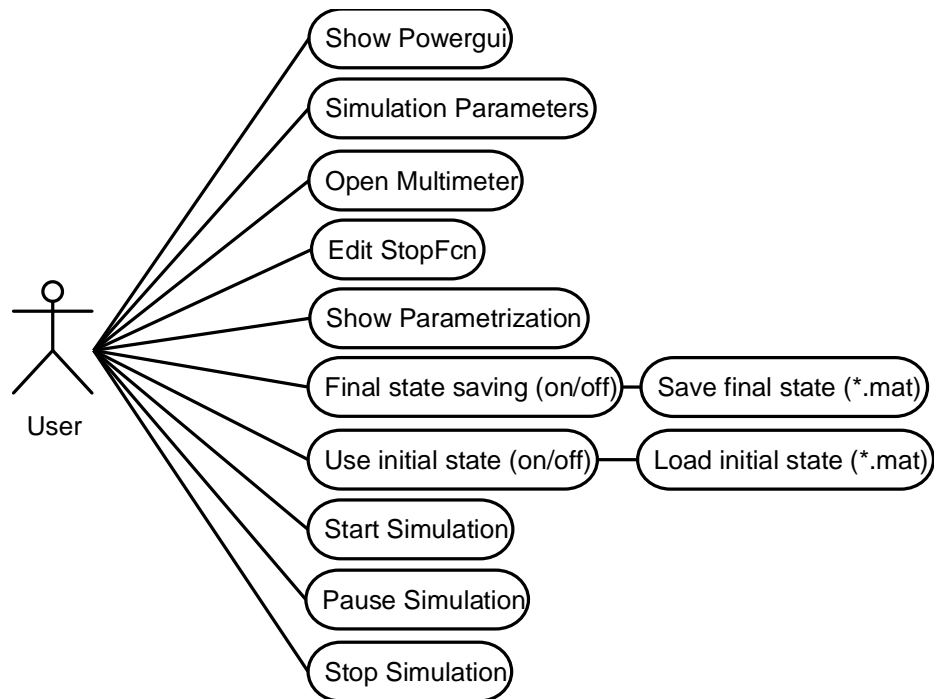 Show Powergui
Simulation Parameters
Open Multimeter
Edit StopFcn
Show Parametrization
Final state saving (on/off)
Save final state (*.mat)
User
Use initial state (on/off)
Load initial state (*.mat)
Start Simulation
Pause Simulation
Stop Simulation